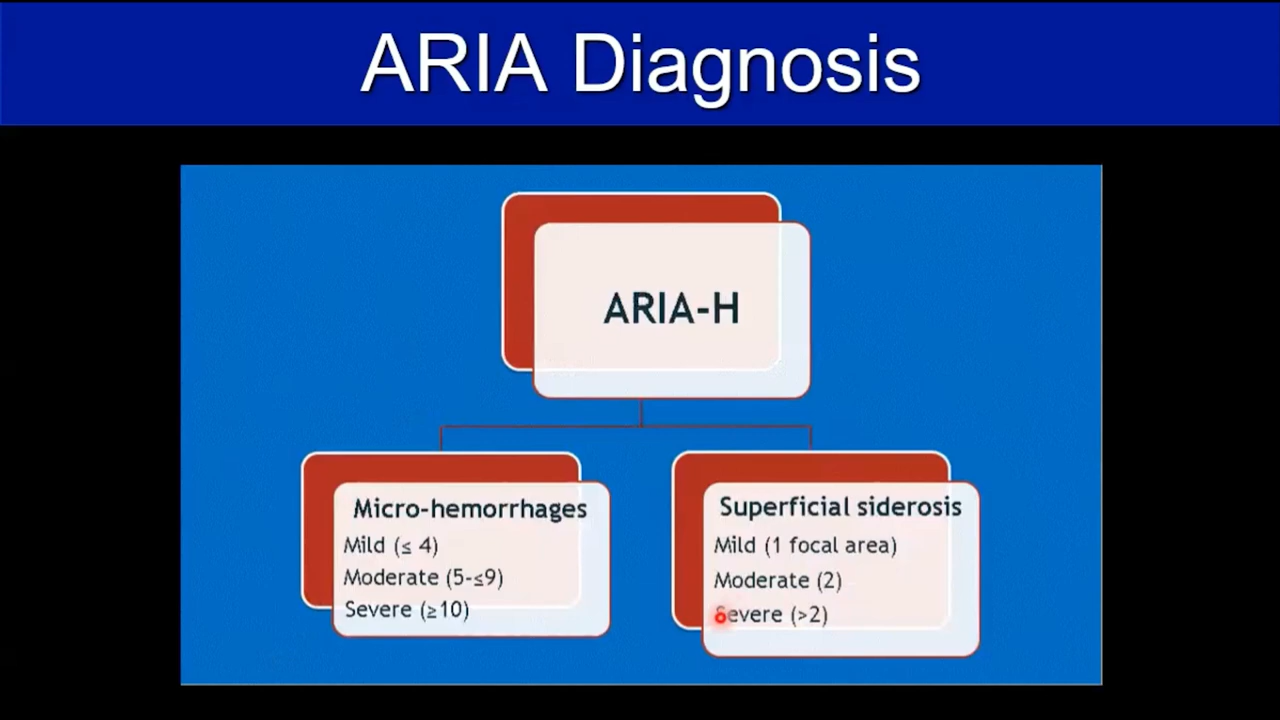 ARIA Diagnosis
ARIA-H
Micro-hemorrhages
Mild (≤ 4)
Moderate (5-≤9)
Severe (≥10)
Superficial siderosis
Mild (1 focal area)
Moderate (2)
Severe (>2)